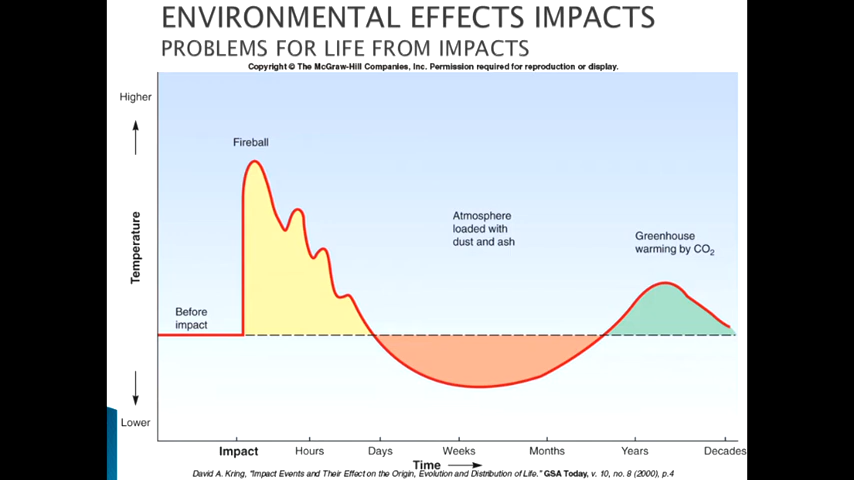 ENVIRONMENTAL EFFECTS IMPACTS
PROBLEMS FOR LIFE FROM IMPACTS
Copyright © The McGraw-Hill Companies, Inc. Permission required for reproduction or display.
Higher
Fireball
Atmosphere
loaded with
dust and ash
Greenhouse
warming by CO₂
Temperature
Before
impact
Lower
Impact Hours Days Weeks Months Years Decades
Time
David A. Kring, "Impact Events and Their Effect on the Origin, Evolution and Distribution of Life." GSA Today, v. 10, no. 8 (2000), p.4